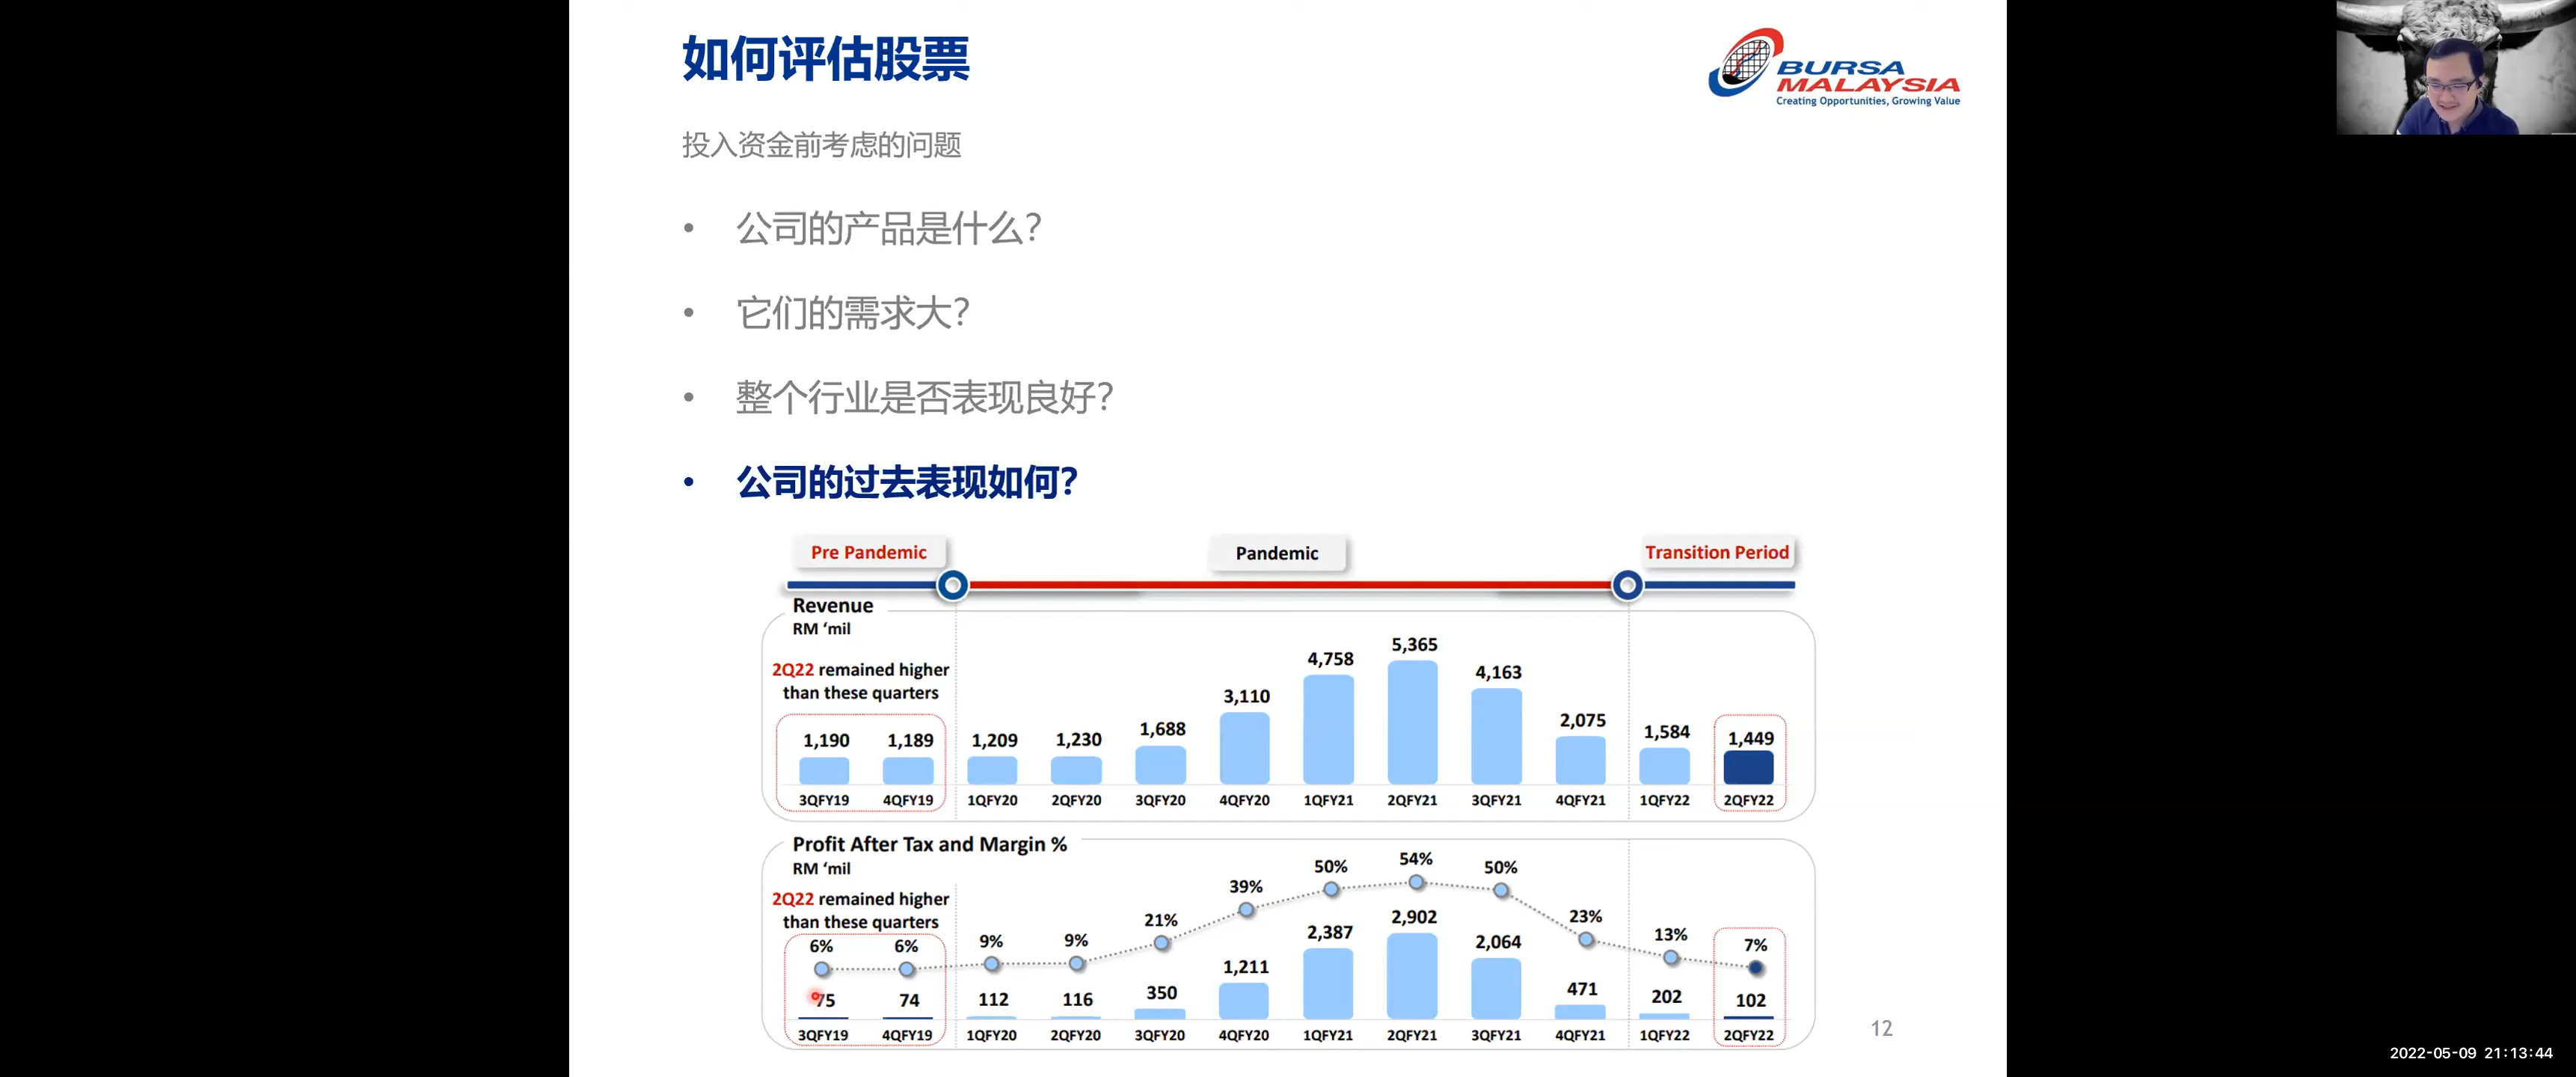 如何评估股票
BURSA
MALAYSIA
Creating Opportunities, Growing Value
投入资金前考虑的问题
• 公司的产品是什么?
• 它们的需求大?
• 整个行业是否表现良好?
• 公司的过去表现如何?
Pre Pandemic Pandemic Transition Period
Revenue
RM ‘mil
2Q22 remained higher
than these quarters
1,190 1,189 1,209 1,230 1,688 3,110 4,758 5,365 4,163 2,075 1,584 1,449
3QFY19 4QFY19 1QFY20 2QFY20 3QFY20 4QFY20 1QFY21 2QFY21 3QFY21 4QFY21 1QFY22 2QFY22
Profit After Tax and Margin %
RM ‘mil
2Q22 remained higher
than these quarters
6% 6% 9% 9% 21% 39% 50% 54% 50% 23% 13% 7%
75 74 112 116 350 1,211 2,387 2,902 2,064 471 202 102
3QFY19 4QFY19 1QFY20 2QFY20 3QFY20 4QFY20 1QFY21 2QFY21 3QFY21 4QFY21 1QFY22 2QFY22
12
2022-05-09 21:13:44